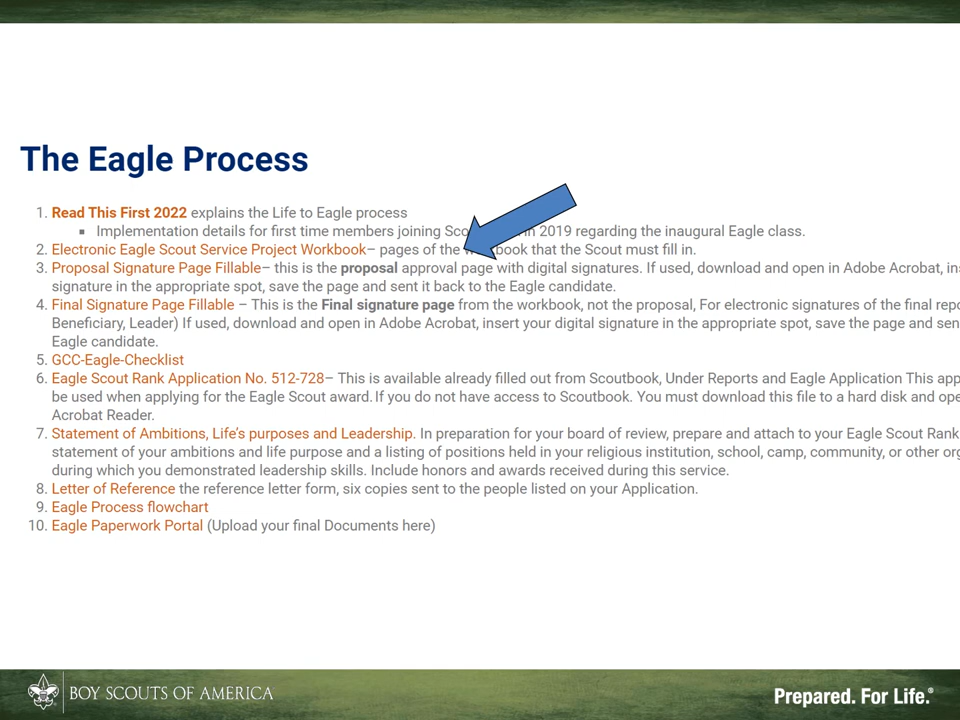 The Eagle Process
1. Read This First 2022 explains the Life to Eagle process
▪ Implementation details for first time members joining in 2019 regarding the inaugural Eagle class.
2. Electronic Eagle Scout Service Project Workbook– pages of the that the Scout must fill in.
3. Proposal Signature Page Fillable– this is the proposal approval page with digital signatures. If used, download and open in Adobe Acrobat,
signature in the appropriate spot, save the page and sent it back to the Eagle candidate.
4. Final Signature Page Fillable – This is the Final signature page from the workbook, not the proposal, For electronic signatures of the final
Beneficiary, Leader) If used, download and open in Adobe Acrobat, insert your digital signature in the appropriate spot, save the page and
Eagle candidate.
5. GCC-Eagle-Checklist
6. Eagle Scout Rank Application No. 512-728– This is available already filled out from Scoutbook, Under Reports and Eagle Application This
be used when applying for the Eagle Scout award. If you do not have access to Scoutbook. You must download this file to a hard disk and
Acrobat Reader.
7. Statement of Ambitions, Life's purposes and Leadership. In preparation for your board of review, prepare and attach to your Eagle Scout Rank
statement of your ambitions and life purpose and a listing of positions held in your religious institution, school, camp, community, or other
during which you demonstrated leadership skills. Include honors and awards received during this service.
8. Letter of Reference the reference letter form, six copies sent to the people listed on your Application.
9. Eagle Process flowchart
10. Eagle Paperwork Portal (Upload your final Documents here)
BOY SCOUTS OF AMERICA
Prepared. For Life.®